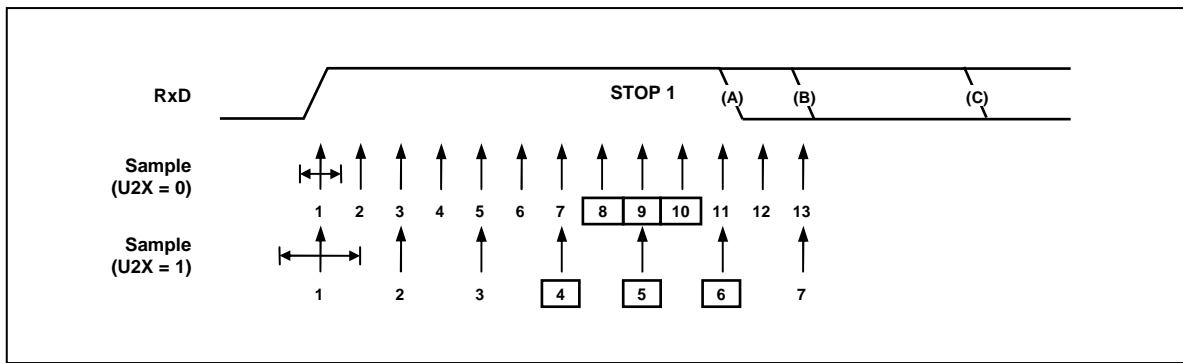 RxD STOP 1 (A) (B) (C)
Sample
(U2X = 0)
1 2 3 4 5 6 7 8 9 10 11 12 13
Sample
(U2X = 1)
1 2 3 4 5 6 7